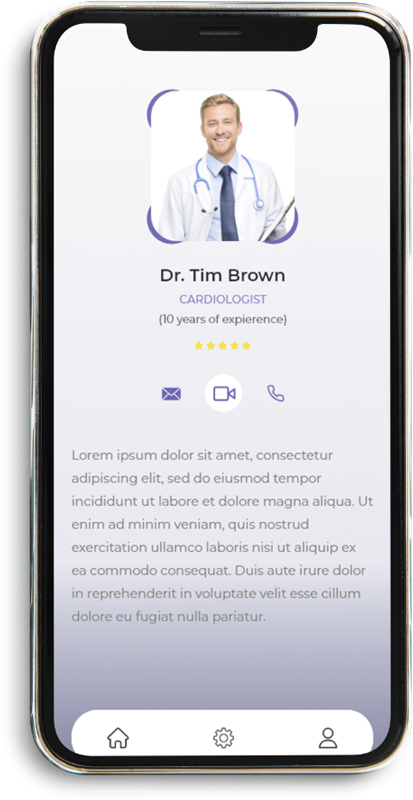 Dr. Tim Brown
CARDIOLOGIST
(10 years of expierence)
Lorem ipsum dolor sit amet, consectetur
adipiscing elit, sed do eiusmod tempor
incididunt ut labore et dolore magna aliqua. Ut
enim ad minim veniam, quis nostrud
exercitation ullamco laboris nisi ut aliquip ex
ea commodo consequat. Duis aute irure dolor
in reprehenderit in voluptate velit esse cillum
dolore eu fugiat nulla pariatur.